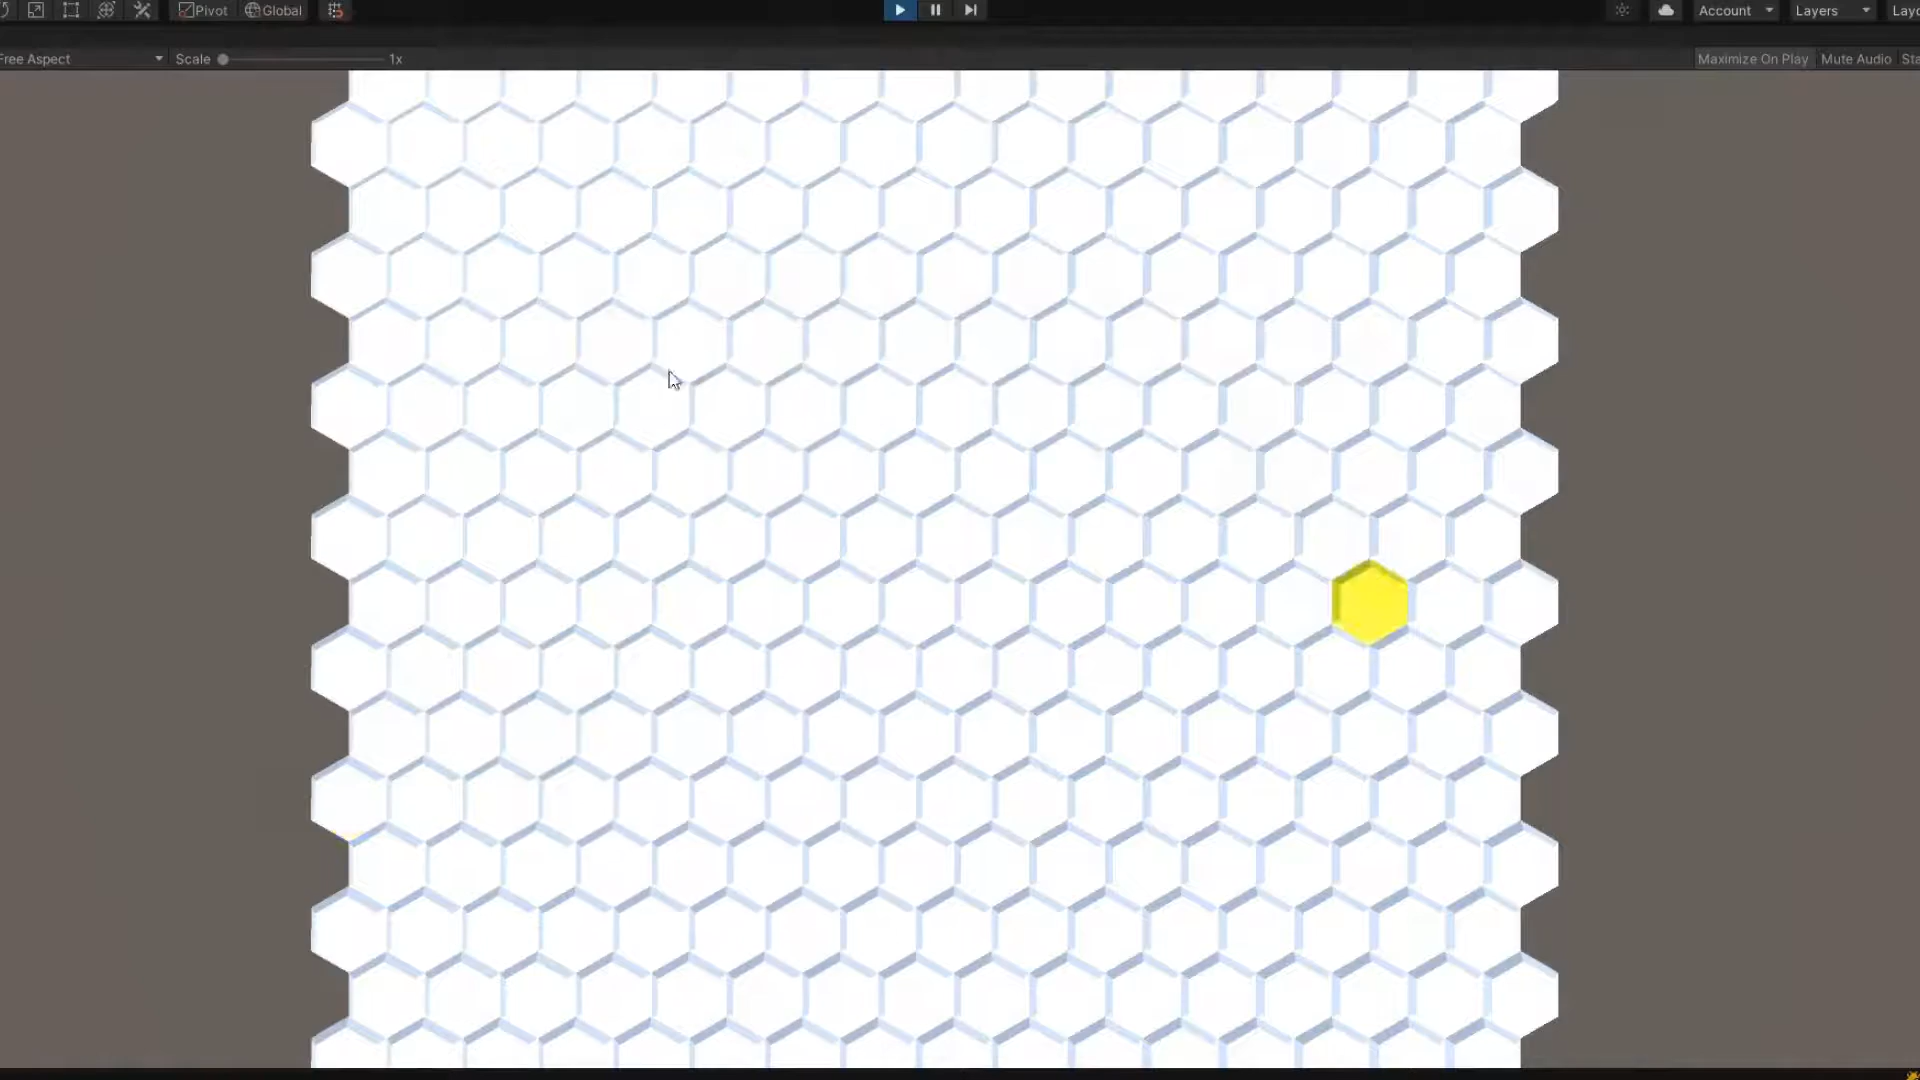 Pivot Global Account Layers
Free Aspect Scale 1x Maximize On Play Mute Audio